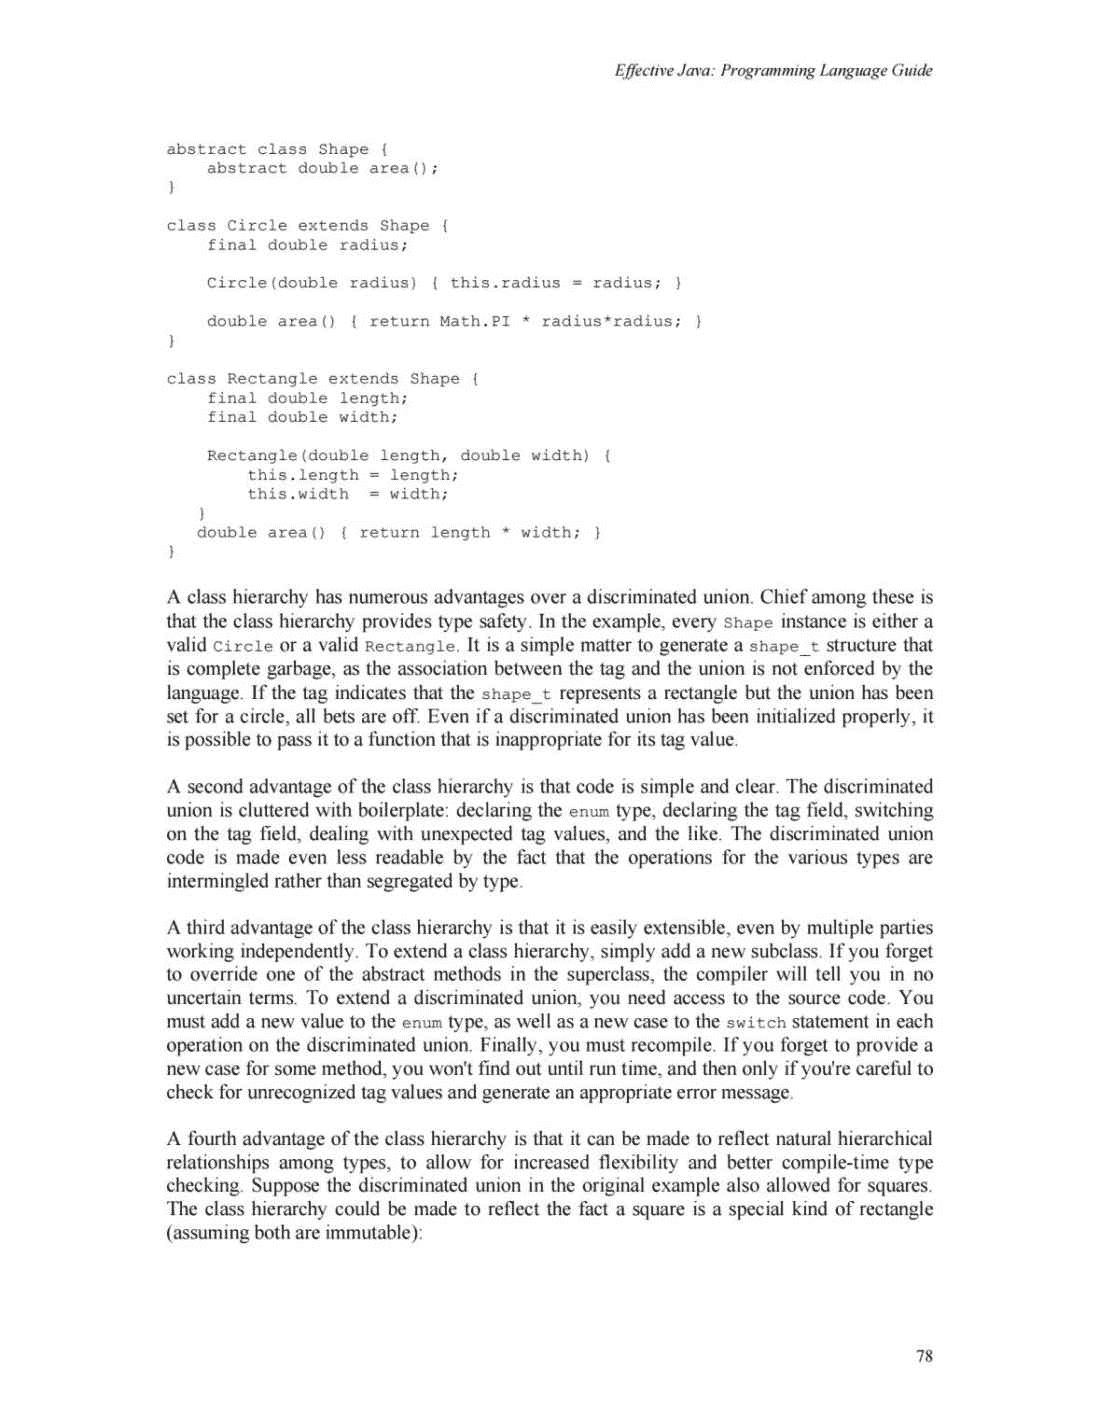 Effective Java: Programming Language Guide
abstract class Shape {
    abstract double area();
}
class Circle extends Shape {
    final double radius;
    Circle(double radius) { this.radius = radius; }
    double area() { return Math.PI * radius*radius; }
}
class Rectangle extends Shape {
    final double length;
    final double width;
    Rectangle(double length, double width) {
        this.length = length;
        this.width  = width;
   }
   double area() { return length * width; }
}
A class hierarchy has numerous advantages over a discriminated union. Chief among these is
that the class hierarchy provides type safety. In the example, every Shape instance is either a
valid Circle or a valid Rectangle. It is a simple matter to generate a shape_t structure that
is complete garbage, as the association between the tag and the union is not enforced by the
language. If the tag indicates that the shape_t represents a rectangle but the union has been
set for a circle, all bets are off. Even if a discriminated union has been initialized properly, it
is possible to pass it to a function that is inappropriate for its tag value.
A second advantage of the class hierarchy is that code is simple and clear. The discriminated
union is cluttered with boilerplate: declaring the enum type, declaring the tag field, switching
on the tag field, dealing with unexpected tag values, and the like. The discriminated union
code is made even less readable by the fact that the operations for the various types are
intermingled rather than segregated by type.
A third advantage of the class hierarchy is that it is easily extensible, even by multiple parties
working independently. To extend a class hierarchy, simply add a new subclass. If you forget
to override one of the abstract methods in the superclass, the compiler will tell you in no
uncertain terms. To extend a discriminated union, you need access to the source code. You
must add a new value to the enum type, as well as a new case to the switch statement in each
operation on the discriminated union. Finally, you must recompile. If you forget to provide a
new case for some method, you won't find out until run time, and then only if you're careful to
check for unrecognized tag values and generate an appropriate error message.
A fourth advantage of the class hierarchy is that it can be made to reflect natural hierarchical
relationships among types, to allow for increased flexibility and better compile-time type
checking. Suppose the discriminated union in the original example also allowed for squares.
The class hierarchy could be made to reflect the fact a square is a special kind of rectangle
(assuming both are immutable):
78